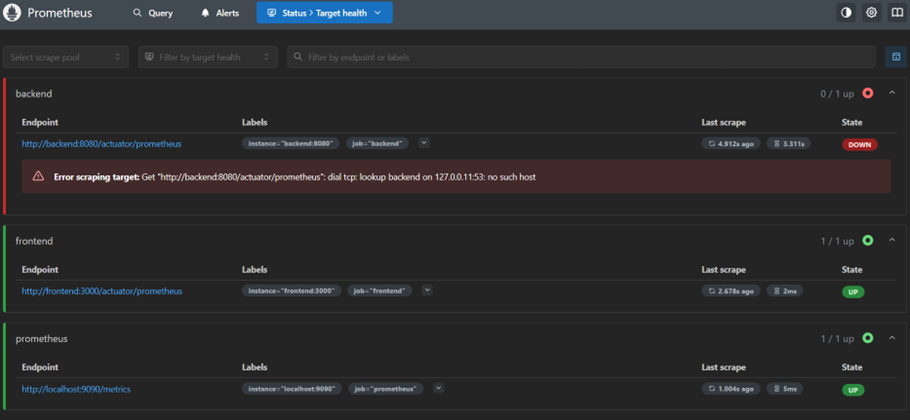 Prometheus Query Alerts Status > Target health
Select scrape pool Filter by target health Filter by endpoint or labels
backend 0 / 1 up
Endpoint Labels Last scrape State
http://backend:8080/actuator/prometheus instance="backend:8080" job="backend" 4.912s ago 3.311s DOWN
Error scraping target: Get "http://backend:8080/actuator/prometheus": dial tcp: lookup backend on 127.0.0.11:53: no such host
frontend 1 / 1 up
Endpoint Labels Last scrape State
http://frontend:3000/actuator/prometheus instance="frontend:3000" job="frontend" 2.678s ago 2ms UP
prometheus 1 / 1 up
Endpoint Labels Last scrape State
http://localhost:9090/metrics instance="localhost:9090" job="prometheus" 1.004s ago 5ms UP